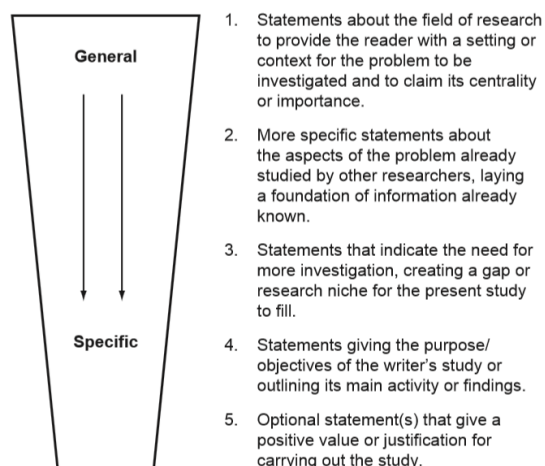 General
Specific
1. Statements about the field of research
to provide the reader with a setting or
context for the problem to be
investigated and to claim its centrality
or importance.
2. More specific statements about
the aspects of the problem already
studied by other researchers, laying
a foundation of information already
known.
3. Statements that indicate the need for
more investigation, creating a gap or
research niche for the present study
to fill.
4. Statements giving the purpose/
objectives of the writer's study or
outlining its main activity or findings.
5. Optional statement(s) that give a
positive value or justification for
carrying out the study.